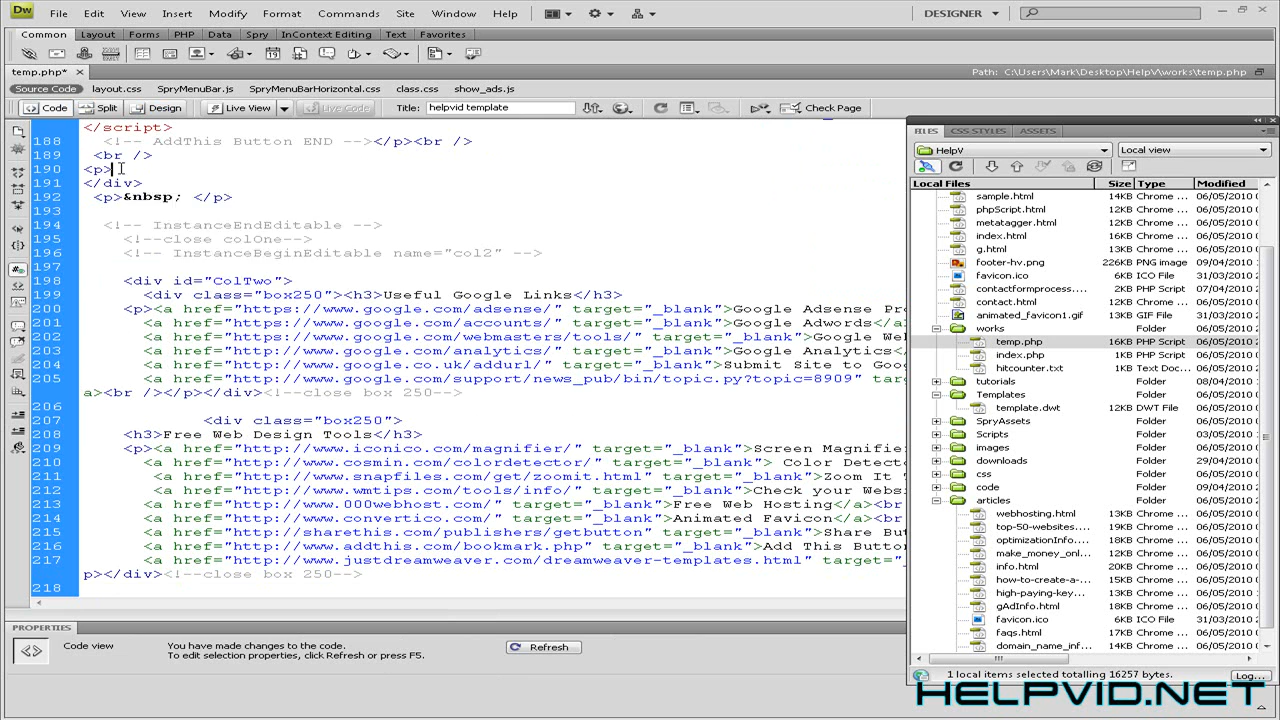 Dw File Edit View Insert Modify Format Commands Site Window Help DESIGNER
Common Layout Forms PHP Data Spry InContext Editing Text Favorites
temp.php* Path: C:\Users\Mark\Desktop\HelpV\works\temp.php
Source Code layout.css SpryMenuBar.js SpryMenuBarHorizontal.css class.css show_ads.js
Code Split Design Live View Live Code Title: helpvid template Check Page
</script>
188 <!-- AddThis Button END --></p><br />
189 <br />
190 <p>
191 </div>
192 <p>&nbsp; </p>
193
194 <!-- InstanceEndEditable -->
195 <!--close colOne-->
196 <!-- InstanceBeginEditable name="col2" -->
197
198 <div id="ColTwo">
199 <div class="box250"><h3>Useful Google Links</h3>
200 <p><a href="https://www.google.com/adsense/" target="_blank">Google Adsense Pro
201 <a href="https://www.google.com/accounts/" target="_blank">Google Adwords</a
202 <a href="https://www.google.com/webmasters/tools/" target="_blank">Google Web
203 <a href="https://www.google.com/analytics/" target="_blank">Google Analytics</
204 <a href="http://www.google.co.uk/addurl/" target="_blank">Submit Site to Goog
205 <a href="http://www.google.com/support/news_pub/bin/topic.py?topic=8909" targ
a><br /></p></div><!--close box 250-->
206
207 <div class="box250">
208 <h3>Free Web Design Tools</h3>
209 <p><a href="http://www.iconico.com/magnifier/" target="_blank">Screen Magnifie
210 <a href="http://www.cosmin.com/colordetector/" target="_blank"> Color Detect
211 <a href="http://www.snapfiles.com/get/zoomit.html" target="_blank">Zoom It
212 <a href="http://www.wmtips.com/tools/info/" target="_blank">Check your Webs
213 <a href="http://www.000webhost.com/" target="_blank">Free Web Hosting</a><br
214 <a href="http://www.convertico.com/" target="_blank">Animated Favicon</a><br
215 <a href="http://sharethis.com/publishers/getbutton" target="_blank">Share But
216 <a href="http://www.addthis.com/bookmark.php" target="_blank">Add This Butto
217 <a href="http://www.justdreamweaver.com/dreamweaver-templates.html" target="
p></div><!--close box 250-->
218
PROPERTIES
Code view You have made changes to the code. Refresh
To edit selection properties, click Refresh or press F5.
FILES CSS STYLES ASSETS
HelpV Local view
Local Files Size Type Modified
sample.html 14KB Chrome ... 06/05/2010
phpScript.html 14KB Chrome ... 06/05/2010
metatagger.html 16KB Chrome ... 06/05/2010
index.html 13KB Chrome ... 06/05/2010
g.html 14KB Chrome ... 06/05/2010
footer-hv.png 226KB PNG image 06/05/2010
favicon.ico 6KB ICO File 31/03/2010
contactformprocess.... 2KB PHP Script 31/03/2010
contact.html 13KB Chrome ... 06/05/2010
animated_favicon1.gif 13KB GIF File 31/03/2010
works Folder 06/05/2010
temp.php 16KB PHP Script 06/05/2010
index.php 1KB PHP Script 06/05/2010
hitcounter.txt 1KB Text Doc... 06/05/2010
tutorials Folder 08/04/2010
Templates Folder 06/05/2010
template.dwt 12KB DWT File 06/05/2010
SpryAssets Folder 06/05/2010
Scripts Folder 03/05/2010
images Folder 04/05/2010
downloads Folder 29/04/2010
css Folder 09/04/2010
code Folder 09/04/2010
articles Folder 06/05/2010
webhosting.html 13KB Chrome ... 06/05/2010
top-50-websites.... 27KB Chrome ... 06/05/2010
optimizationInfo.... 13KB Chrome ... 06/05/2010
make_money_onl... 13KB Chrome ... 06/05/2010
info.html 20KB Chrome ... 06/05/2010
how-to-create-a-... 13KB Chrome ... 06/05/2010
high-paying-key... 13KB Chrome ... 06/05/2010
gAdInfo.html 18KB Chrome ... 06/05/2010
favicon.ico 6KB ICO File 31/03/2010
faqs.html 17KB Chrome ... 06/05/2010
domain_name_inf... 13KB Chrome ... 06/05/2010
1 local items selected totalling 16257 bytes. Log...
HELPVID.NET